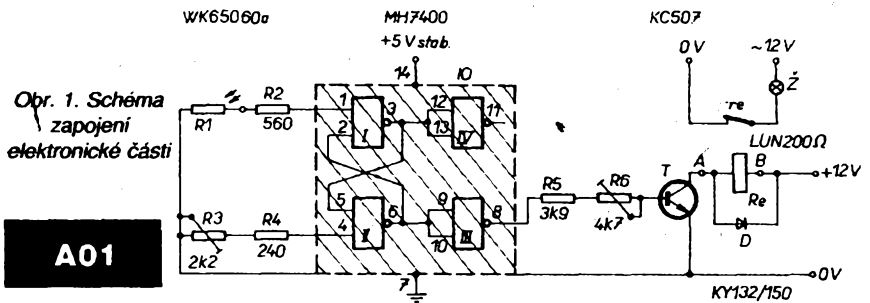 WK65060a MH7400 KC507
+5V stab. 0V ~12V
14 IO
Obr. 1. Schéma
zapojení
elektronické části
R1 R2
560
1 2 3 I
12 13 11 IV
Ž
re
LUN200Ω
T A B +12V
Re
D
R3
2k2
R4
240
5 4 6 II
9 10 8 III
R5
3k9
R6
4k7
7
0V
KY132/150
A01